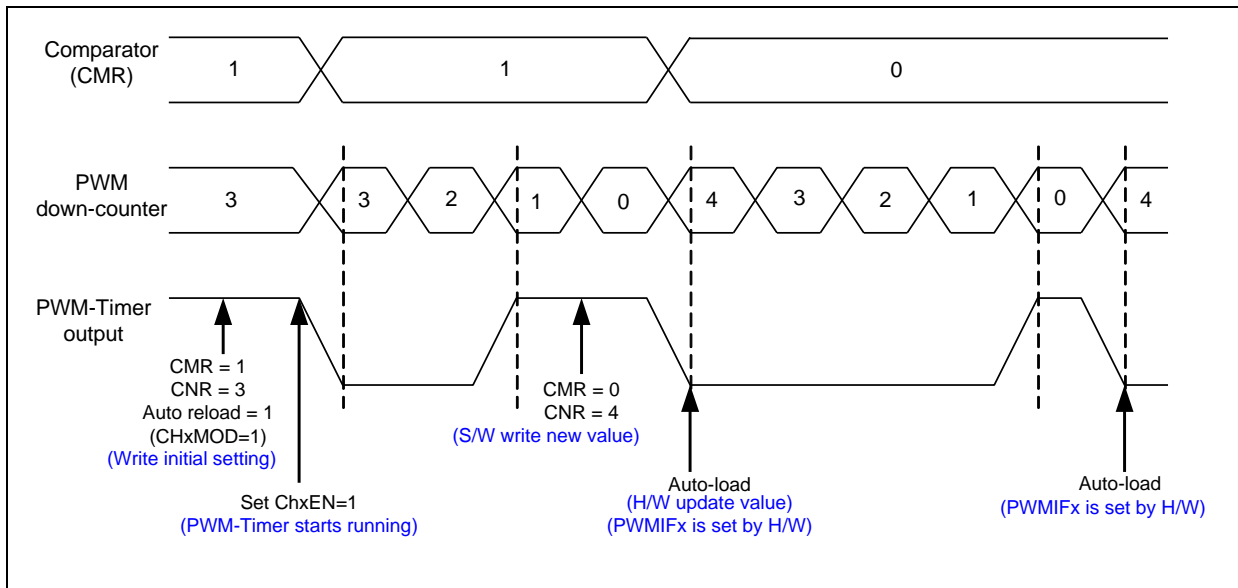 Comparator
(CMR)
1
1
0
PWM
down-counter
3
3
2
1
0
4
3
2
1
0
4
PWM-Timer
output
CMR = 1
CNR = 3
Auto reload = 1
(CHxMOD=1)
(Write initial setting)
Set ChxEN=1
(PWM-Timer starts running)
CMR = 0
CNR = 4
(S/W write new value)
Auto-load
(H/W update value)
(PWMIFx is set by H/W)
Auto-load
(PWMIFx is set by H/W)